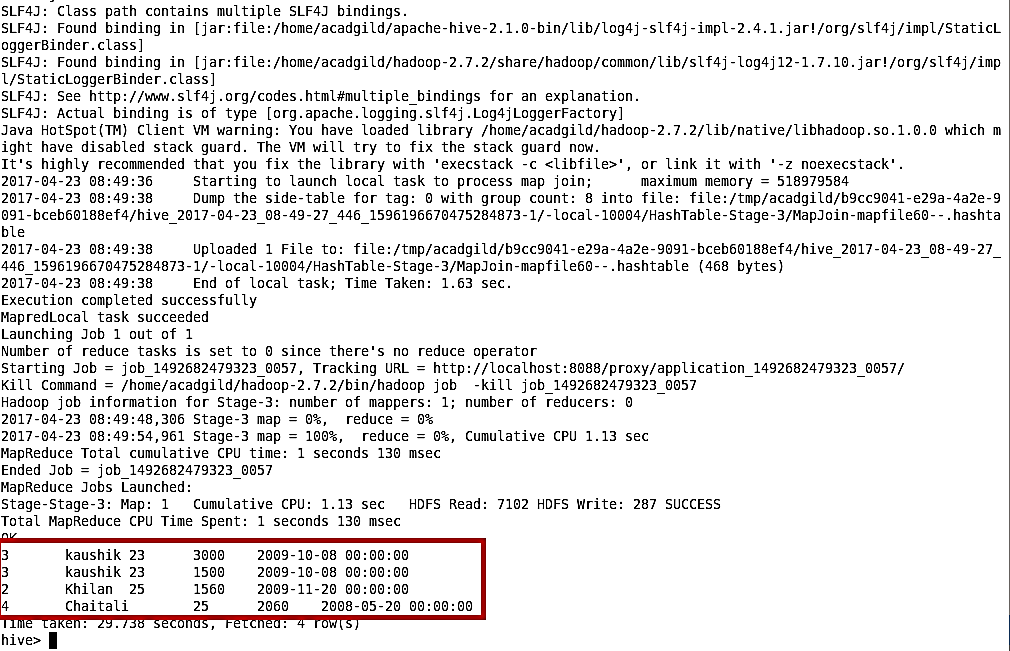 SLF4J: Class path contains multiple SLF4J bindings.
SLF4J: Found binding in [jar:file:/home/acadgild/apache-hive-2.1.0-bin/lib/log4j-slf4j-impl-2.4.1.jar!/org/slf4j/impl/StaticL
oggerBinder.class]
SLF4J: Found binding in [jar:file:/home/acadgild/hadoop-2.7.2/share/hadoop/common/lib/slf4j-log4j12-1.7.10.jar!/org/slf4j/imp
l/StaticLoggerBinder.class]
SLF4J: See http://www.slf4j.org/codes.html#multiple_bindings for an explanation.
SLF4J: Actual binding is of type [org.apache.logging.slf4j.Log4jLoggerFactory]
Java HotSpot(TM) Client VM warning: You have loaded library /home/acadgild/hadoop-2.7.2/lib/native/libhadoop.so.1.0.0 which m
ight have disabled stack guard. The VM will try to fix the stack guard now.
It's highly recommended that you fix the library with 'execstack -c <libfile>', or link it with '-z noexecstack'.
2017-04-23 08:49:36     Starting to launch local task to process map join;      maximum memory = 518979584
2017-04-23 08:49:38     Dump the side-table for tag: 0 with group count: 8 into file: file:/tmp/acadgild/b9cc9041-e29a-4a2e-9
091-bceb60188ef4/hive_2017-04-23_08-49-27_446_1596196670475284873-1/-local-10004/HashTable-Stage-3/MapJoin-mapfile60--.hashta
ble
2017-04-23 08:49:38     Uploaded 1 File to: file:/tmp/acadgild/b9cc9041-e29a-4a2e-9091-bceb60188ef4/hive_2017-04-23_08-49-27_
446_1596196670475284873-1/-local-10004/HashTable-Stage-3/MapJoin-mapfile60--.hashtable (468 bytes)
2017-04-23 08:49:38     End of local task; Time Taken: 1.63 sec.
Execution completed successfully
MapredLocal task succeeded
Launching Job 1 out of 1
Number of reduce tasks is set to 0 since there's no reduce operator
Starting Job = job_1492682479323_0057, Tracking URL = http://localhost:8088/proxy/application_1492682479323_0057/
Kill Command = /home/acadgild/hadoop-2.7.2/bin/hadoop job  -kill job_1492682479323_0057
Hadoop job information for Stage-3: number of mappers: 1; number of reducers: 0
2017-04-23 08:49:48,306 Stage-3 map = 0%,  reduce = 0%
2017-04-23 08:49:54,961 Stage-3 map = 100%,  reduce = 0%, Cumulative CPU 1.13 sec
MapReduce Total cumulative CPU time: 1 seconds 130 msec
Ended Job = job_1492682479323_0057
MapReduce Jobs Launched:
Stage-Stage-3: Map: 1   Cumulative CPU: 1.13 sec   HDFS Read: 7102 HDFS Write: 287 SUCCESS
Total MapReduce CPU Time Spent: 1 seconds 130 msec
OK
3       kaushik 23      3000    2009-10-08 00:00:00
3       kaushik 23      1500    2009-10-08 00:00:00
2       Khilan  25      1560    2009-11-20 00:00:00
4       Chaitali        25      2060    2008-05-20 00:00:00
Time taken: 29.738 seconds, Fetched: 4 row(s)
hive>